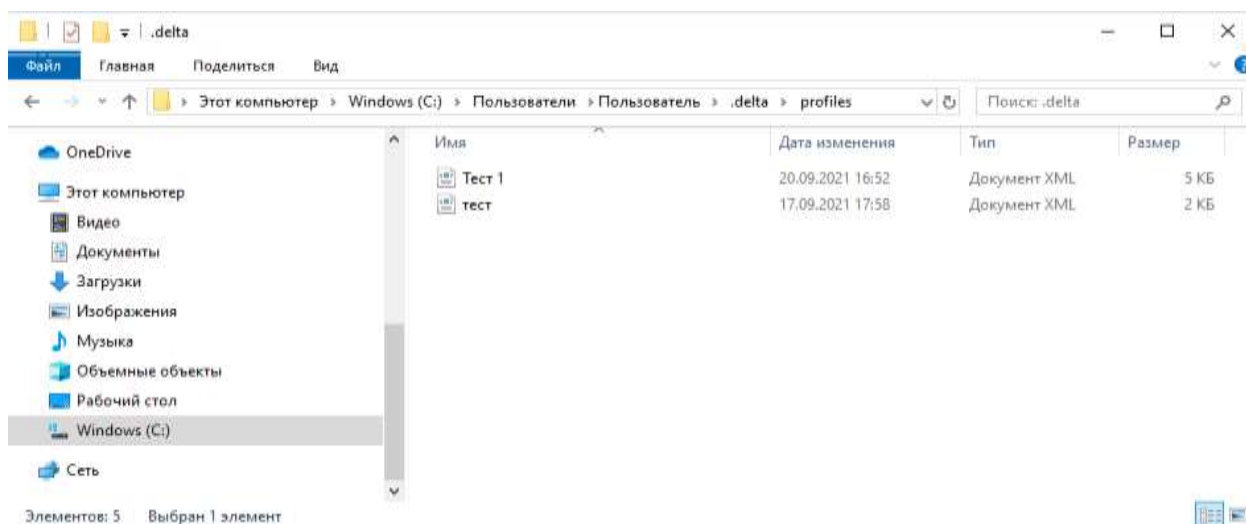 .delta
Файл Главная Поделиться Вид
Этот компьютер › Windows (C:) › Пользователи › Пользователь › .delta › profiles Поиск: .delta
Имя Дата изменения Тип Размер
OneDrive
Этот компьютер
Видео
Документы
Загрузки
Изображения
Музыка
Объемные объекты
Рабочий стол
Windows (C:)
Сеть
Тест 1 20.09.2021 16:52 Документ XML 5 КБ
тест 17.09.2021 17:58 Документ XML 2 КБ
Элементов: 5 Выбран 1 элемент